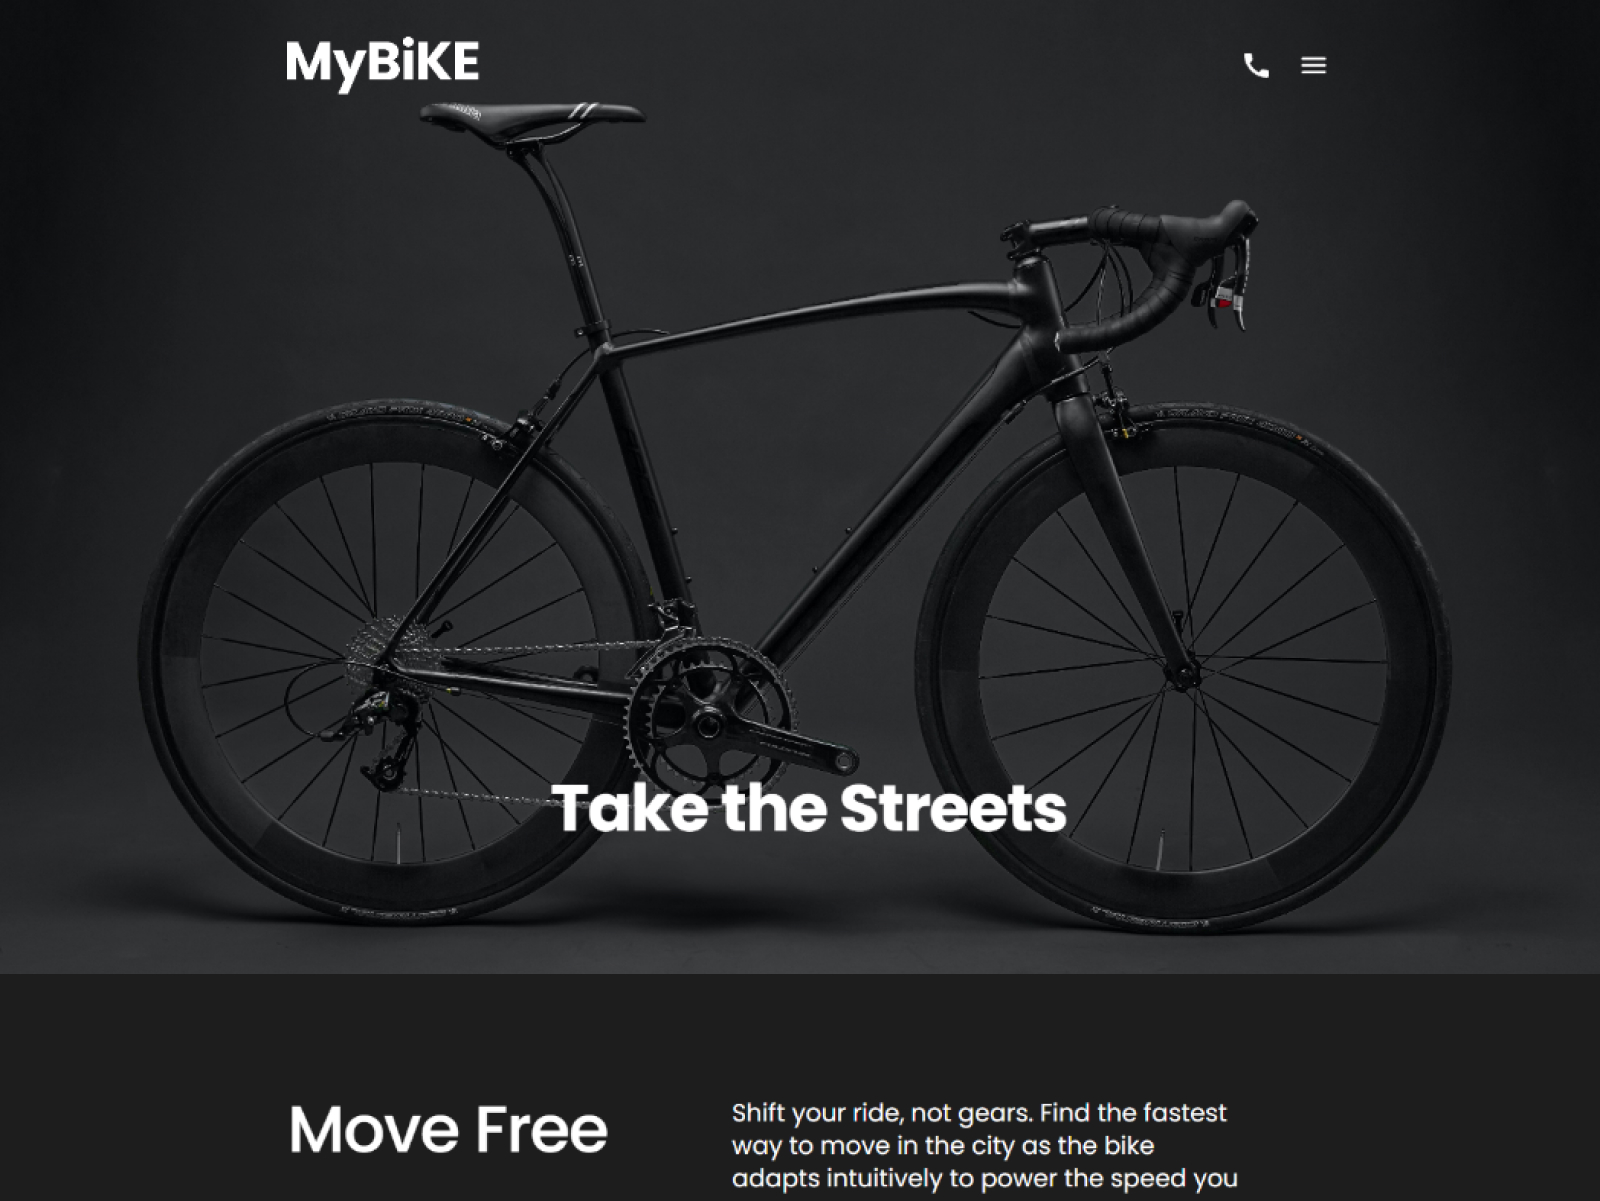 MyBiKE
Take the Streets
Move Free
Shift your ride, not gears. Find the fastest
way to move in the city as the bike
adapts intuitively to power the speed you